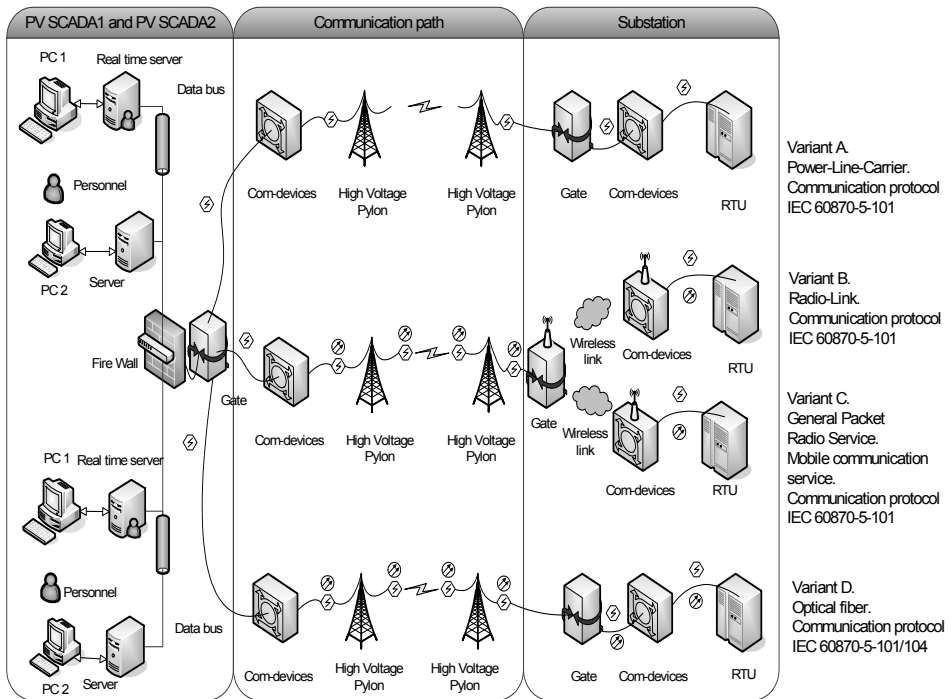 PV SCADA1 and PV SCADA2
Communication path
Substation
PC 1
Real time server
Data bus
Personnel
PC 2
Server
Fire Wall
Gate
PC 1
Real time server
Personnel
Data bus
PC 2
Server
Com-devices
High Voltage
Pylon
High Voltage
Pylon
Gate
Com-devices
RTU
Variant A.
Power-Line-Carrier.
Communication protocol
IEC 60870-5-101
Com-devices
High Voltage
Pylon
High Voltage
Pylon
Gate
Wireless
link
Com-devices
RTU
Variant B.
Radio-Link.
Communication protocol
IEC 60870-5-101
Wireless
link
Com-devices
RTU
Variant C.
General Packet
Radio Service.
Mobile communication
service.
Communication protocol
IEC 60870-5-101
Com-devices
High Voltage
Pylon
High Voltage
Pylon
Gate
Com-devices
RTU
Variant D.
Optical fiber.
Communication protocol
IEC 60870-5-101/104